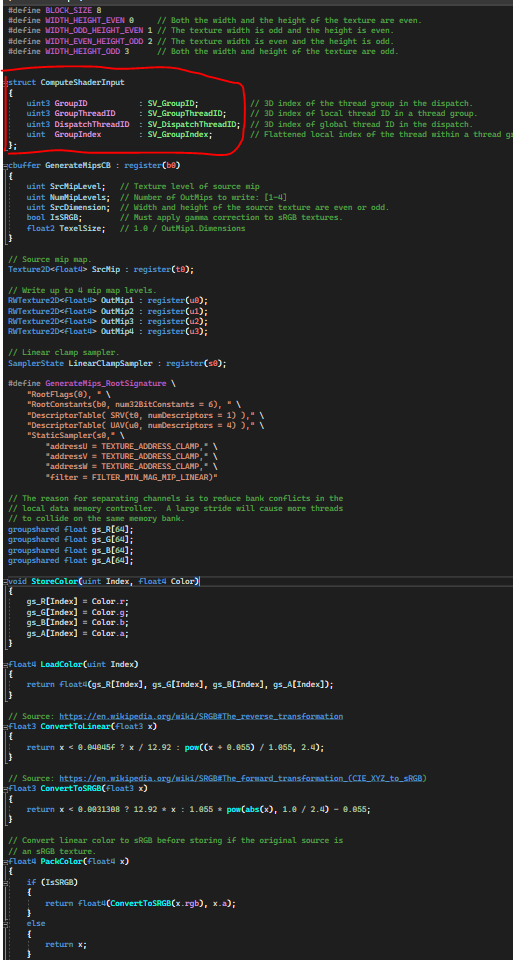 #define BLOCK_SIZE 8
#define WIDTH_HEIGHT_EVEN 0     // Both the width and the height of the texture are even.
#define WIDTH_ODD_HEIGHT_EVEN 1 // The texture width is odd and the height is even.
#define WIDTH_EVEN_HEIGHT_ODD 2 // The texture width is even and the height is odd.
#define WIDTH_HEIGHT_ODD 3      // Both the width and height of the texture are odd.
struct ComputeShaderInput
{
    uint3 GroupID           : SV_GroupID;           // 3D index of the thread group in the dispatch.
    uint3 GroupThreadID     : SV_GroupThreadID;     // 3D index of local thread ID in a thread group.
    uint3 DispatchThreadID  : SV_DispatchThreadID;  // 3D index of global thread ID in the dispatch.
    uint  GroupIndex        : SV_GroupIndex;        // Flattened local index of the thread within a thread gr
};
cbuffer GenerateMipsCB : register(b0)
{
    uint SrcMipLevel;   // Texture level of source mip
    uint NumMipLevels;  // Number of OutMips to write: [1-4]
    uint SrcDimension;  // Width and height of the source texture are even or odd.
    bool IsSRGB;        // Must apply gamma correction to sRGB textures.
    float2 TexelSize;   // 1.0 / OutMip1.Dimensions
}
// Source mip map.
Texture2D<float4> SrcMip : register(t0);
// Write up to 4 mip map levels.
RWTexture2D<float4> OutMip1 : register(u0);
RWTexture2D<float4> OutMip2 : register(u1);
RWTexture2D<float4> OutMip3 : register(u2);
RWTexture2D<float4> OutMip4 : register(u3);
// Linear clamp sampler.
SamplerState LinearClampSampler : register(s0);
#define GenerateMips_RootSignature \
    "RootFlags(0), " \
    "RootConstants(b0, num32BitConstants = 6), " \
    "DescriptorTable( SRV(t0, numDescriptors = 1) )," \
    "DescriptorTable( UAV(u0, numDescriptors = 4) )," \
    "StaticSampler(s0," \
        "addressU = TEXTURE_ADDRESS_CLAMP," \
        "addressV = TEXTURE_ADDRESS_CLAMP," \
        "addressW = TEXTURE_ADDRESS_CLAMP," \
        "filter = FILTER_MIN_MAG_MIP_LINEAR)"
// The reason for separating channels is to reduce bank conflicts in the
// local data memory controller.  A large stride will cause more threads
// to collide on the same memory bank.
groupshared float gs_R[64];
groupshared float gs_G[64];
groupshared float gs_B[64];
groupshared float gs_A[64];
void StoreColor(uint Index, float4 Color)
{
    gs_R[Index] = Color.r;
    gs_G[Index] = Color.g;
    gs_B[Index] = Color.b;
    gs_A[Index] = Color.a;
}
float4 LoadColor(uint Index)
{
    return float4(gs_R[Index], gs_G[Index], gs_B[Index], gs_A[Index]);
}
// Source: https://en.wikipedia.org/wiki/SRGB#The_reverse_transformation
float3 ConvertToLinear(float3 x)
{
    return x < 0.04045f ? x / 12.92 : pow((x + 0.055) / 1.055, 2.4);
}
// Source: https://en.wikipedia.org/wiki/SRGB#The_forward_transformation_(CIE_XYZ_to_sRGB)
float3 ConvertToSRGB(float3 x)
{
    return x < 0.0031308 ? 12.92 * x : 1.055 * pow(abs(x), 1.0 / 2.4) - 0.055;
}
// Convert linear color to sRGB before storing if the original source is
// an sRGB texture.
float4 PackColor(float4 x)
{
    if (IsSRGB)
    {
        return float4(ConvertToSRGB(x.rgb), x.a);
    }
    else
    {
        return x;
    }